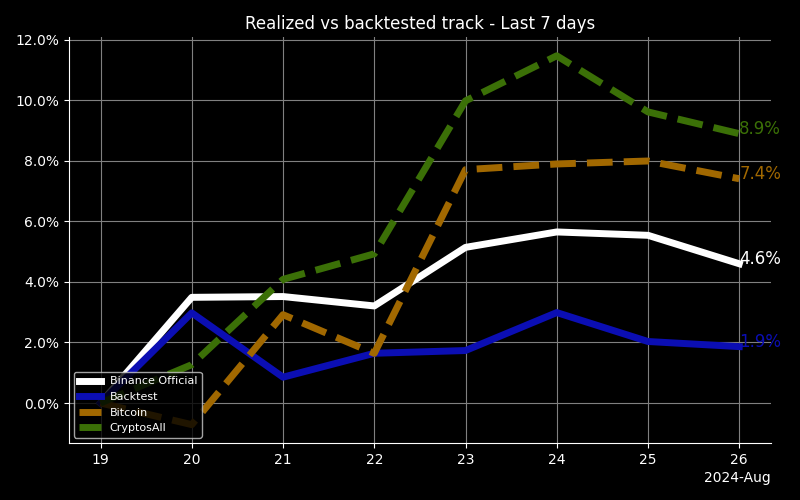 Realized vs backtested track - Last 7 days
12.0%
10.0%
8.0%
6.0%
4.0%
2.0%
0.0%
8.9%
7.4%
4.6%
1.9%
Binance Official
Backtest
Bitcoin
CryptosAll
19 20 21 22 23 24 25 26
2024-Aug